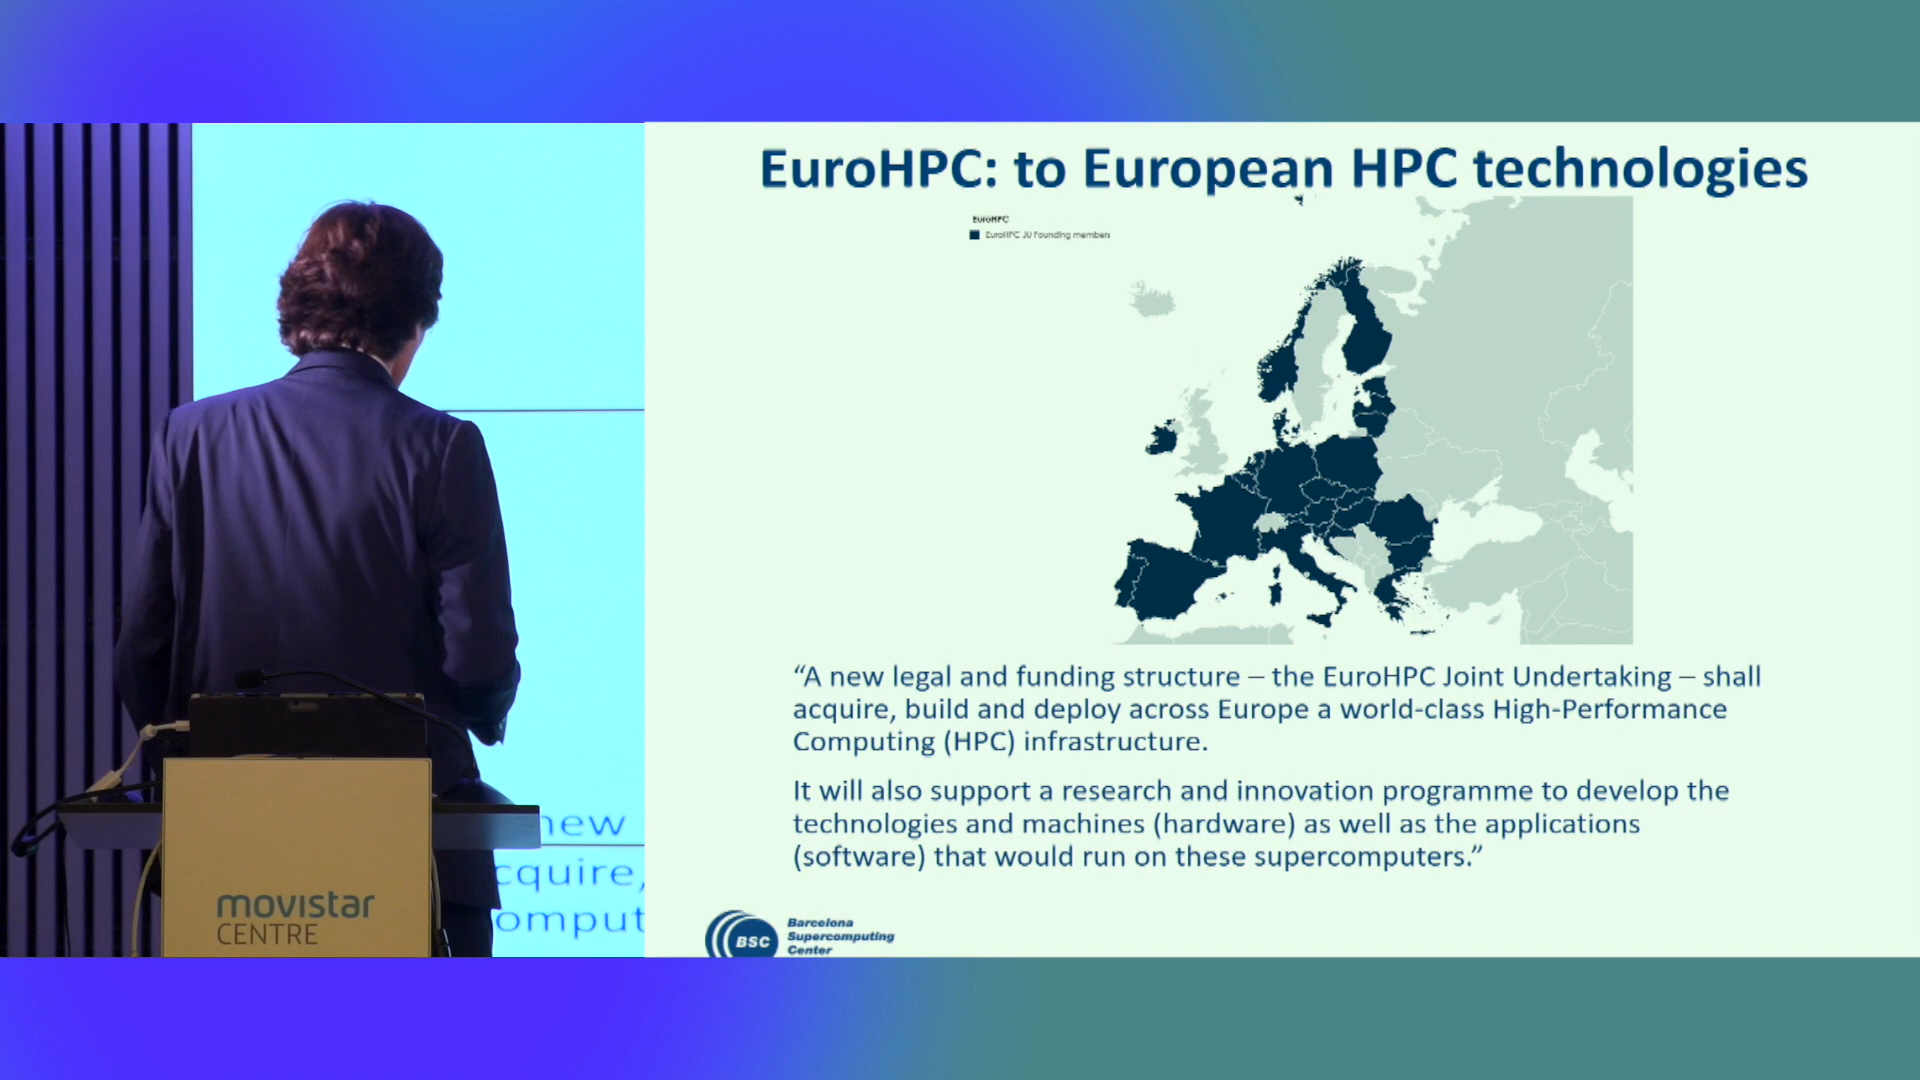 EuroHPC: to European HPC technologies
EuroHPC
EuroHPC JU Founding members
“A new legal and funding structure – the EuroHPC Joint Undertaking – shall
acquire, build and deploy across Europe a world-class High-Performance
Computing (HPC) infrastructure.
It will also support a research and innovation programme to develop the
technologies and machines (hardware) as well as the applications
(software) that would run on these supercomputers.”
BSC
Barcelona
Supercomputing
Center
new
cquire,
omput
movistar
CENTRE